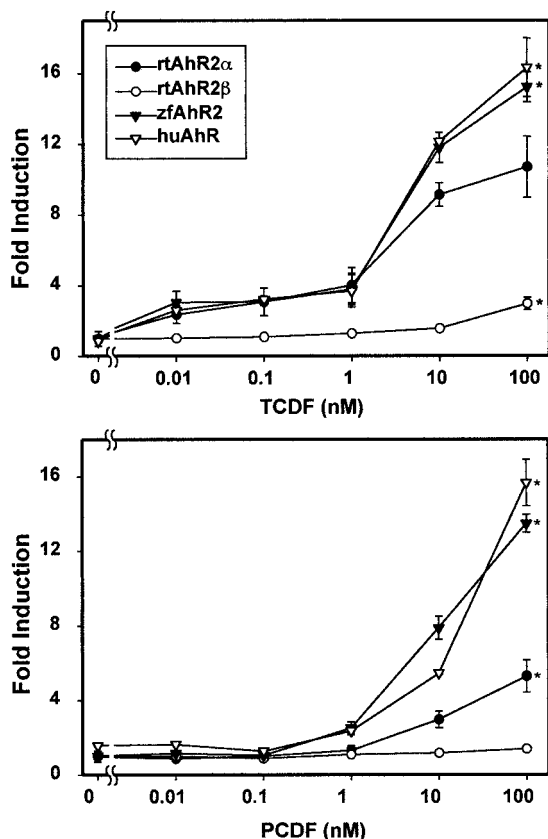 16
12
8
4
0
Fold Induction
rtAhR2α
rtAhR2β
zfAhR2
huAhR
*
*
*
0 0.01 0.1 1 10 100
TCDF (nM)
16
12
8
4
0
Fold Induction
*
*
*
0 0.01 0.1 1 10 100
PCDF (nM)